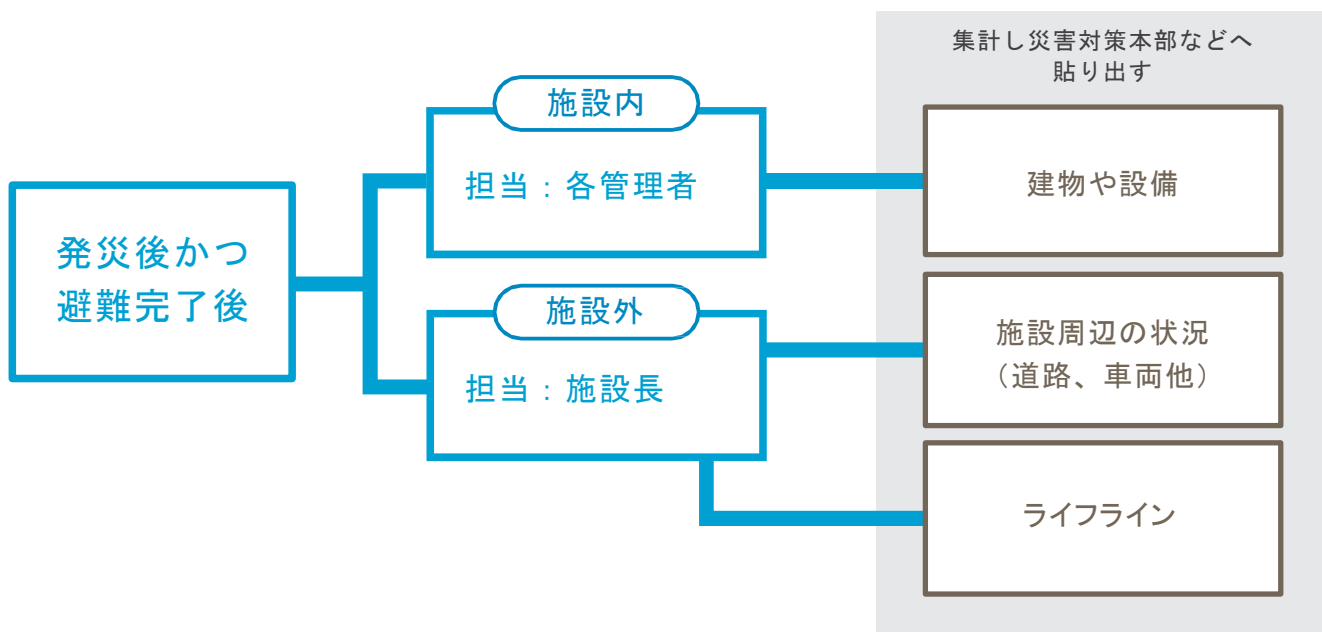 発災後かつ
避難完了後
施設内
担当：各管理者
施設外
担当：施設長
集計し災害対策本部などへ
貼り出す
建物や設備
施設周辺の状況
（道路、車両他）
ライフライン